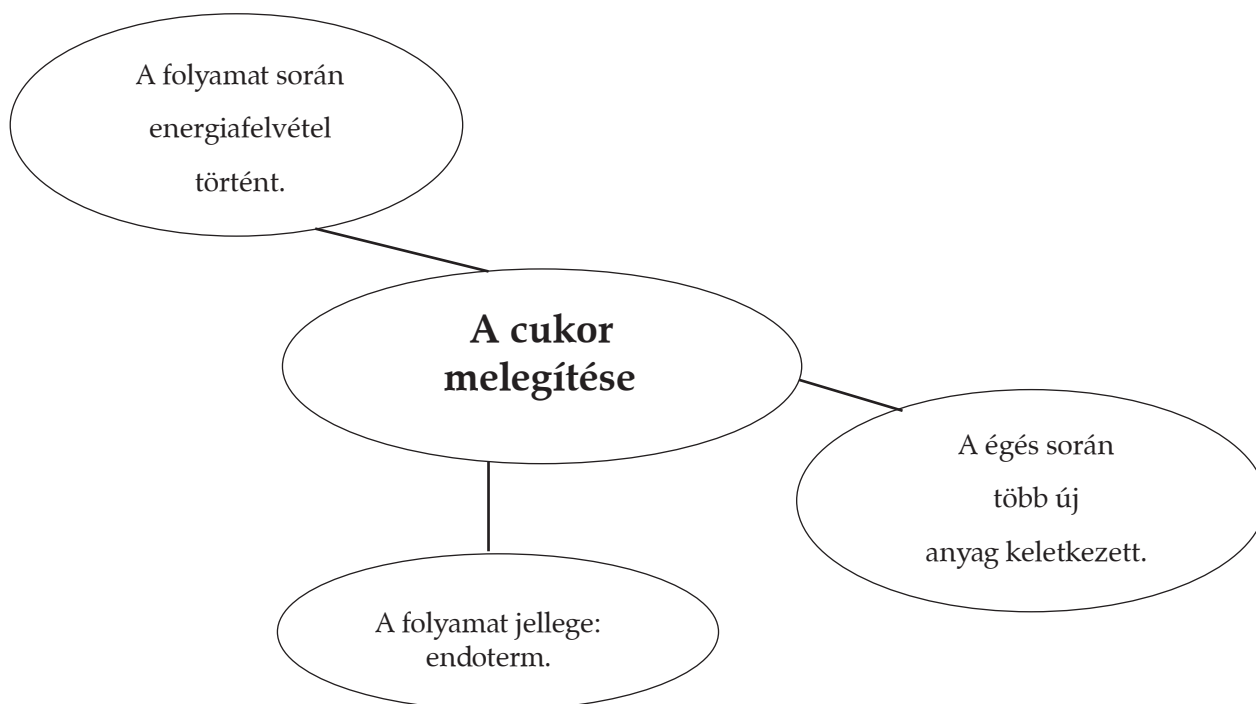 A folyamat során
energiafelvétel
történt.
A cukor
melegítése
A égés során
több új
anyag keletkezett.
A folyamat jellege:
endoterm.